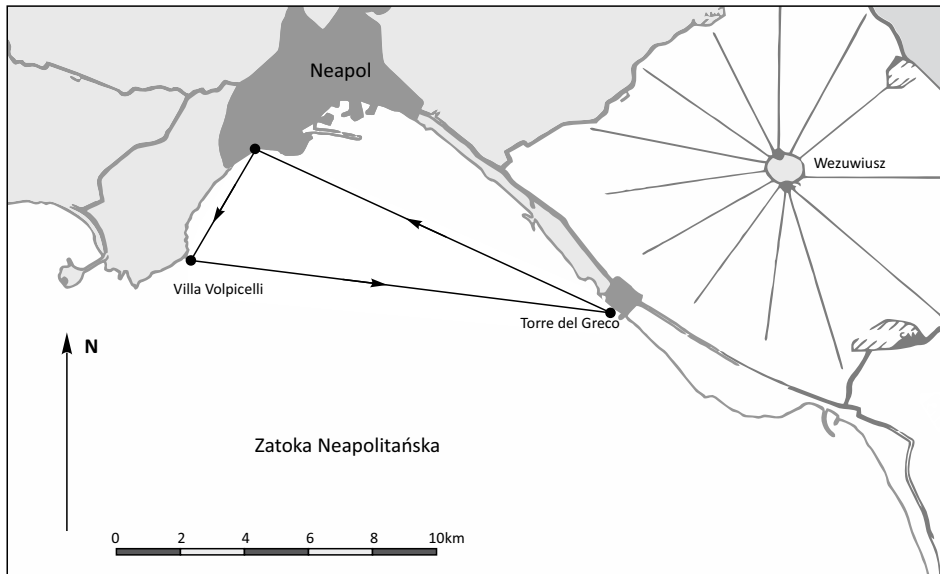 Neapol
Wezuwiusz
Villa Volpicelli
Torre del Greco
N
Zatoka Neapolitańska
0 2 4 6 8 10km